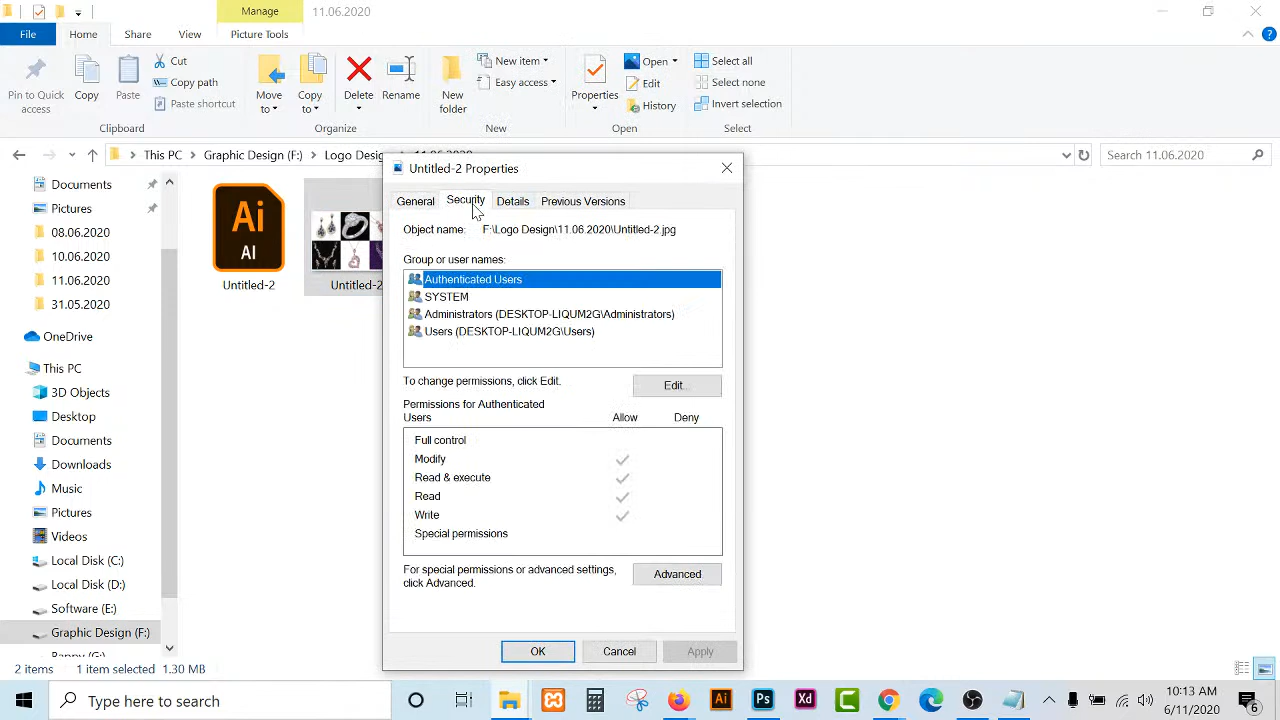 Manage
11.06.2020
File
Home
Share
View
Picture Tools
Pin to Quick access
Copy
Paste
Cut
Copy path
Paste shortcut
Move to
Copy to
Delete
Rename
New folder
New item
Easy access
Properties
Open
Edit
History
Select all
Select none
Invert selection
Clipboard
Organize
New
Open
Select
This PC
Graphic Design (F:)
Logo Desig
11.06.2020
Search 11.06.2020
Documents
Pictures
08.06.2020
10.06.2020
11.06.2020
31.05.2020
OneDrive
This PC
3D Objects
Desktop
Documents
Downloads
Music
Pictures
Videos
Local Disk (C:)
Local Disk (D:)
Software (E:)
Graphic Design (F:)
Ai
AI
Untitled-2
Untitled-2
Untitled-2 Properties
General
Security
Details
Previous Versions
Object name:
F:\Logo Design\11.06.2020\Untitled-2 jpg
Group or user names:
Authenticated Users
SYSTEM
Administrators (DESKTOP-LIQUM2G\Administrators)
Users (DESKTOP-LIQUM2G\Users)
To change permissions, click Edit.
Edit...
Permissions for Authenticated
Users
Allow
Deny
Full control
Modify
Read & execute
Read
Write
Special permissions
For special permissions or advanced settings,
click Advanced.
Advanced
OK
Cancel
Apply
2 items
1 item selected
1.30 MB
Type here to search
Ai
Ps
Xd
10:13 AM
6/11/2020
6